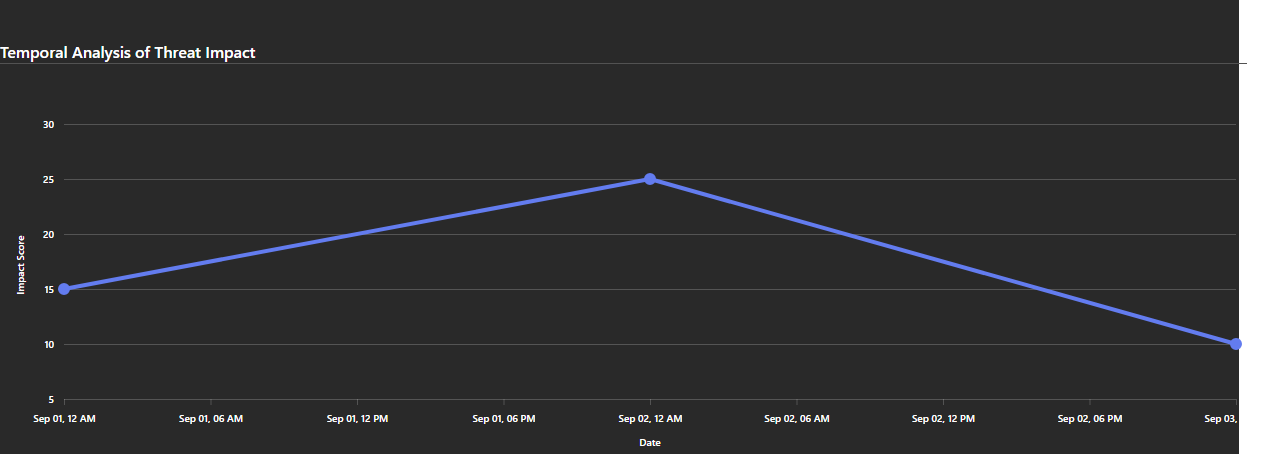 Temporal Analysis of Threat Impact
30
25
20
15
10
5
Impact Score
Sep 01, 12 AM Sep 01, 06 AM Sep 01, 12 PM Sep 01, 06 PM Sep 02, 12 AM Sep 02, 06 AM Sep 02, 12 PM Sep 02, 06 PM Sep 03,
Date